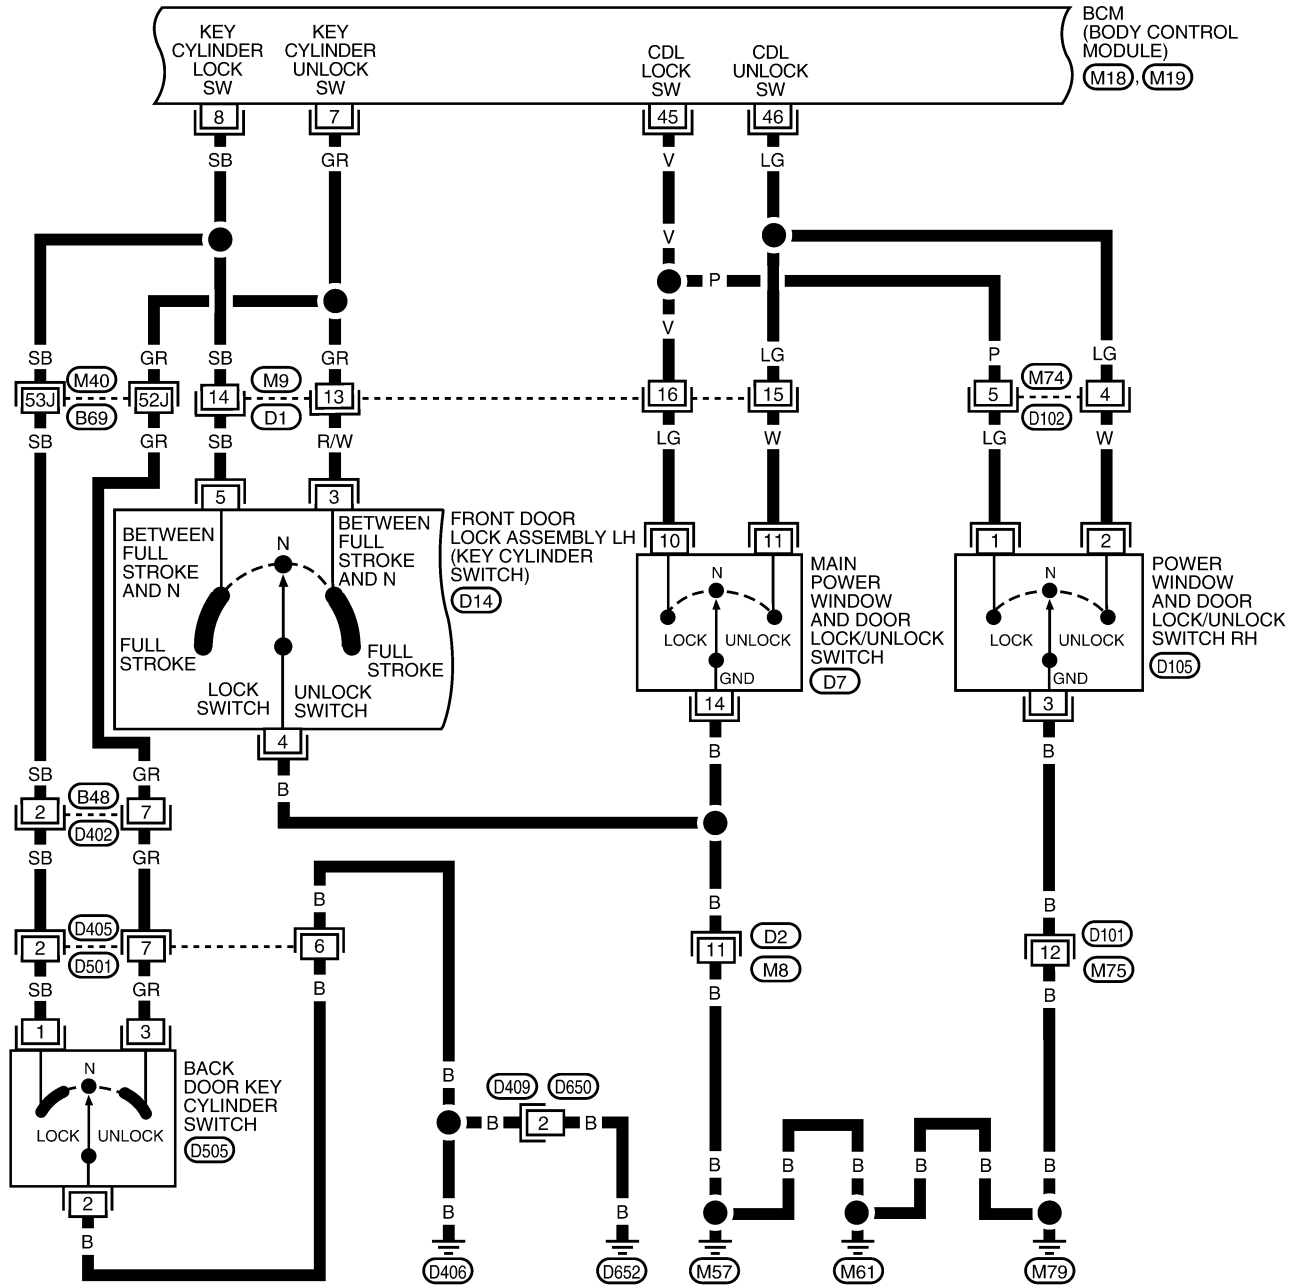 BCM
(BODY CONTROL
MODULE)
M18 , M19
KEY
CYLINDER
LOCK
SW
KEY
CYLINDER
UNLOCK
SW
CDL
LOCK
SW
CDL
UNLOCK
SW
8 7 45 46
SB GR V LG
V
P
V
SB GR SB GR LG P LG
M40 M9 M74
53J 52J 14 13 16 15 5 4
B69 D1 D102
SB GR SB R/W LG W LG W
5 3 10 11 1 2
BETWEEN
FULL
STROKE
AND N
N
BETWEEN
FULL
STROKE
AND N
FULL
STROKE
FULL
STROKE
LOCK
SWITCH
UNLOCK
SWITCH
4
B
FRONT DOOR
LOCK ASSEMBLY LH
(KEY CYLINDER
SWITCH)
D14
N
LOCK UNLOCK
GND
14
B
MAIN
POWER
WINDOW
AND DOOR
LOCK/UNLOCK
SWITCH
D7
N
LOCK UNLOCK
GND
3
B
POWER
WINDOW
AND DOOR
LOCK/UNLOCK
SWITCH RH
D105
SB GR
B48
2 7
D402
SB GR
B B B
D405
2 7 6
D501
SB GR B
D2
11
M8
B
D101
12
M75
B
1 3
N
LOCK UNLOCK
2
B
BACK
DOOR KEY
CYLINDER
SWITCH
D505
B
D409 D650
B 2 B
B B
B B B B B B
D406 D652 M57 M61 M79